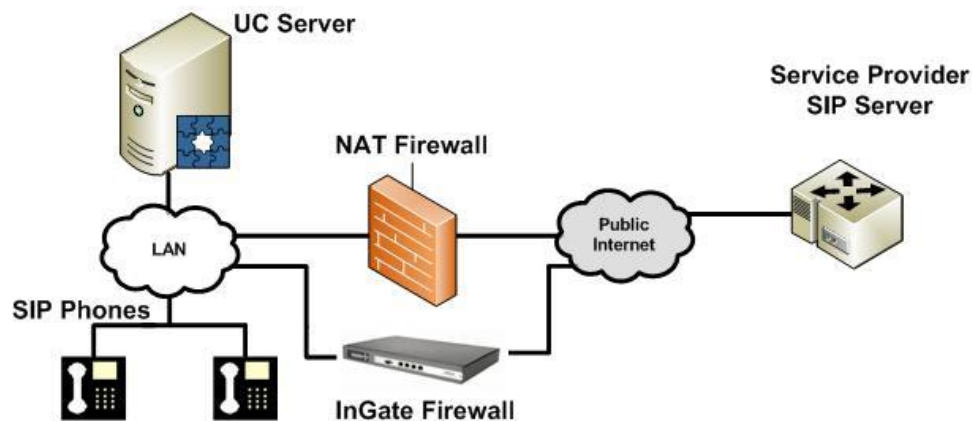 UC Server
Service Provider
SIP Server
NAT Firewall
Public
Internet
LAN
SIP Phones
InGate Firewall